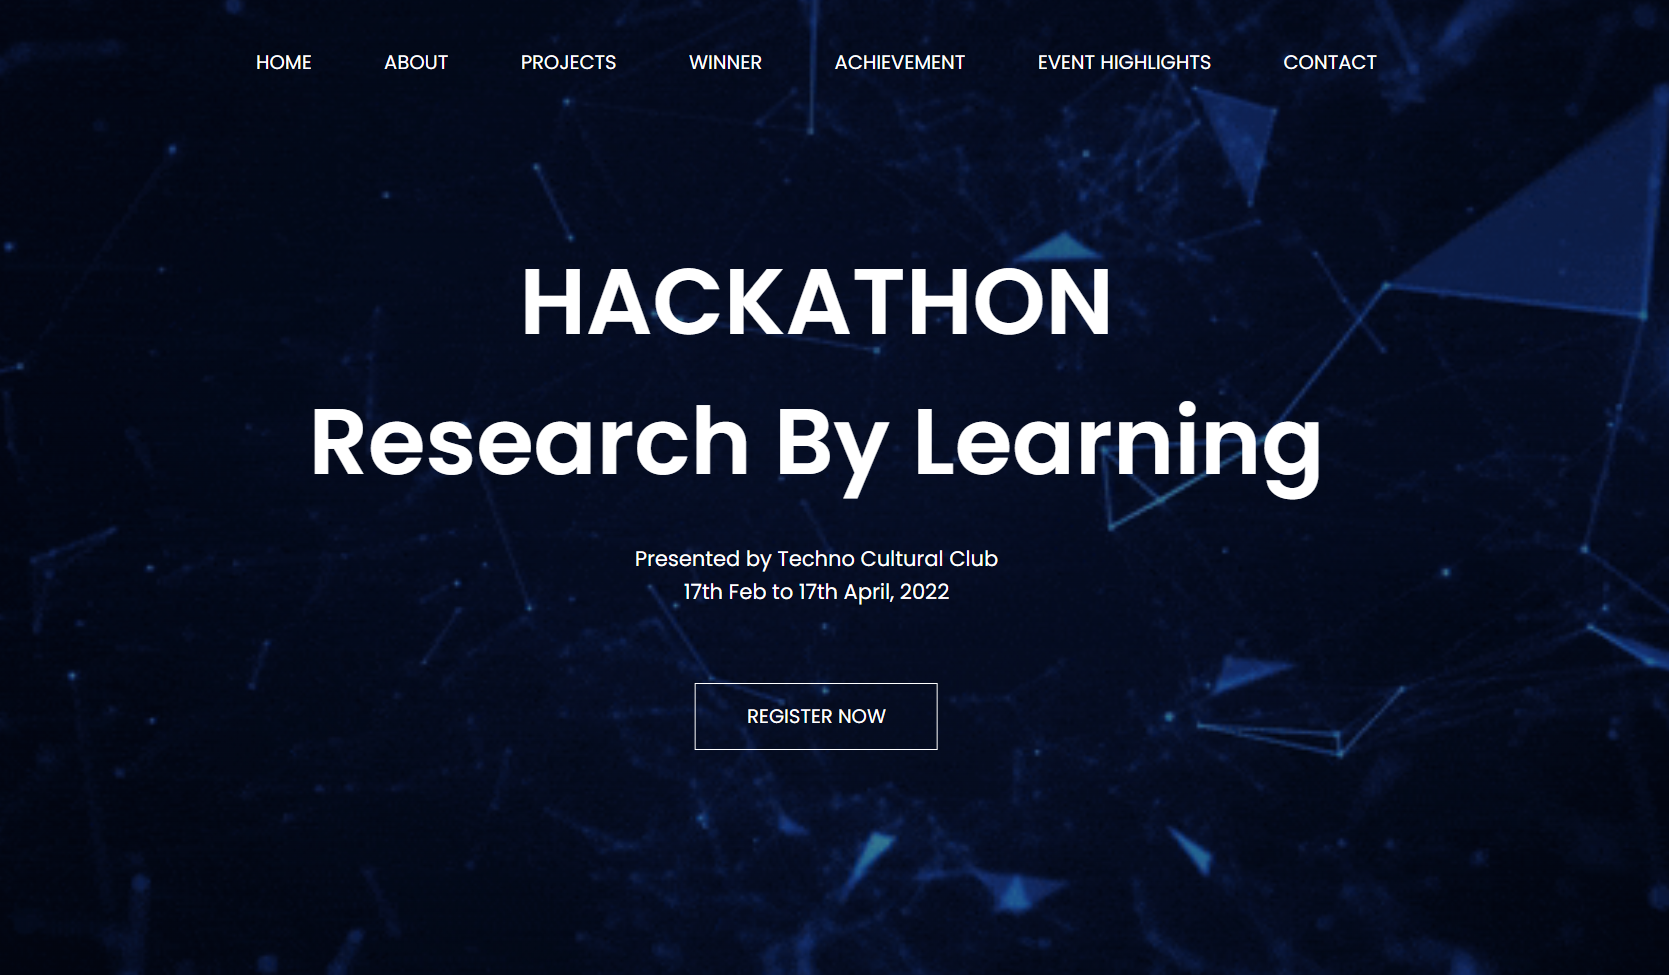 HOME ABOUT PROJECTS WINNER ACHIEVEMENT EVENT HIGHLIGHTS CONTACT
HACKATHON
Research By Learning
Presented by Techno Cultural Club
17th Feb to 17th April, 2022
REGISTER NOW